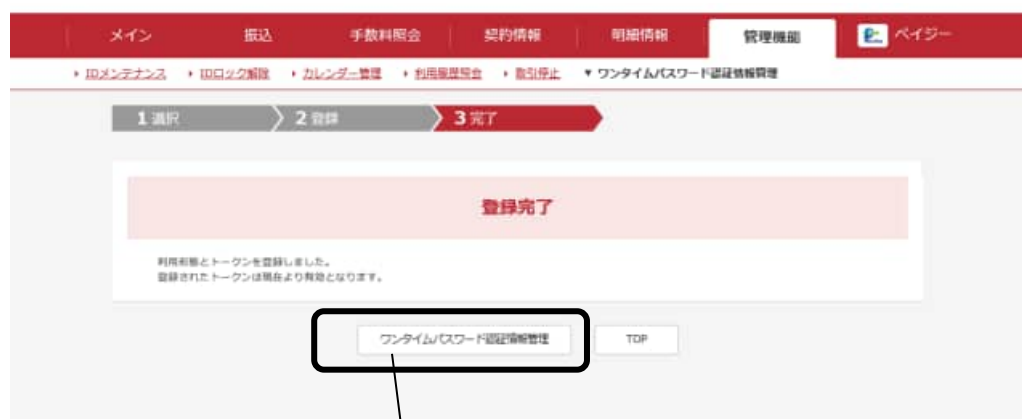 メイン 振込 手数料照会 契約情報 明細情報 管理機能 ペイジー
IDメンテナンス IDロック解除 カレンダー管理 利用履歴照会 取引停止 ワンタイムパスワード認証情報管理
1 選択 2 登録 3 完了
登録完了
利用形態とトークンを登録しました。
登録されたトークンは現在より有効となります。
ワンタイムパスワード認証情報管理 TOP